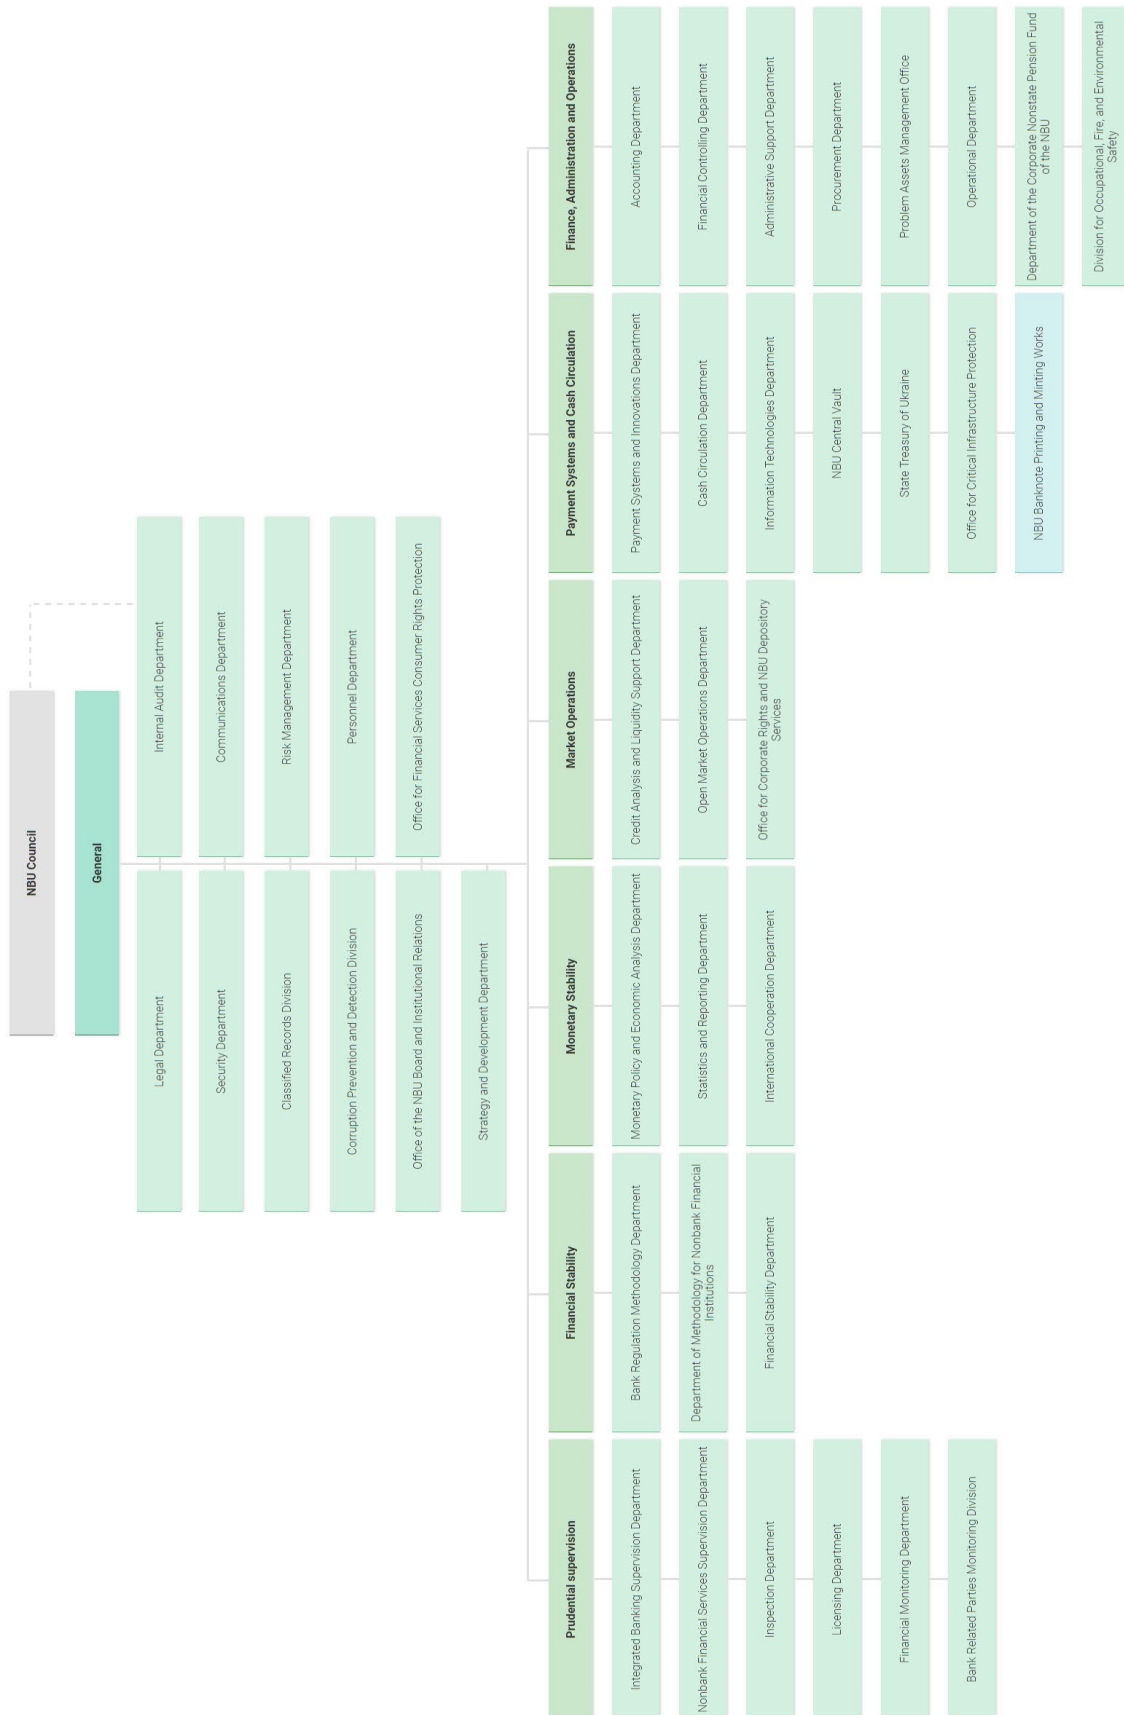 NBU Council
General
Legal Department
Internal Audit Department
Security Department
Communications Department
Classified Records Division
Risk Management Department
Corruption Prevention and Detection Division
Personnel Department
Office of the NBU Board and Institutional Relations
Office for Financial Services Consumer Rights Protection
Strategy and Development Department
Prudential supervision
Integrated Banking Supervision Department
Nonbank Financial Services Supervision Department
Inspection Department
Licensing Department
Financial Monitoring Department
Bank Related Parties Monitoring Division
Financial Stability
Bank Regulation Methodology Department
Department of Methodology for Nonbank Financial
Institutions
Financial Stability Department
Monetary Stability
Monetary Policy and Economic Analysis Department
Statistics and Reporting Department
International Cooperation Department
Market Operations
Credit Analysis and Liquidity Support Department
Open Market Operations Department
Office for Corporate Rights and NBU Depository
Services
Payment Systems and Cash Circulation
Payment Systems and Innovations Department
Cash Circulation Department
Information Technologies Department
NBU Central Vault
State Treasury of Ukraine
Office for Critical Infrastructure Protection
NBU Banknote Printing and Minting Works
Finance, Administration and Operations
Accounting Department
Financial Controlling Department
Administrative Support Department
Procurement Department
Problem Assets Management Office
Operational Department
Department of the Corporate Nonstate Pension Fund
of the NBU
Division for Occupational, Fire, and Environmental
Safety